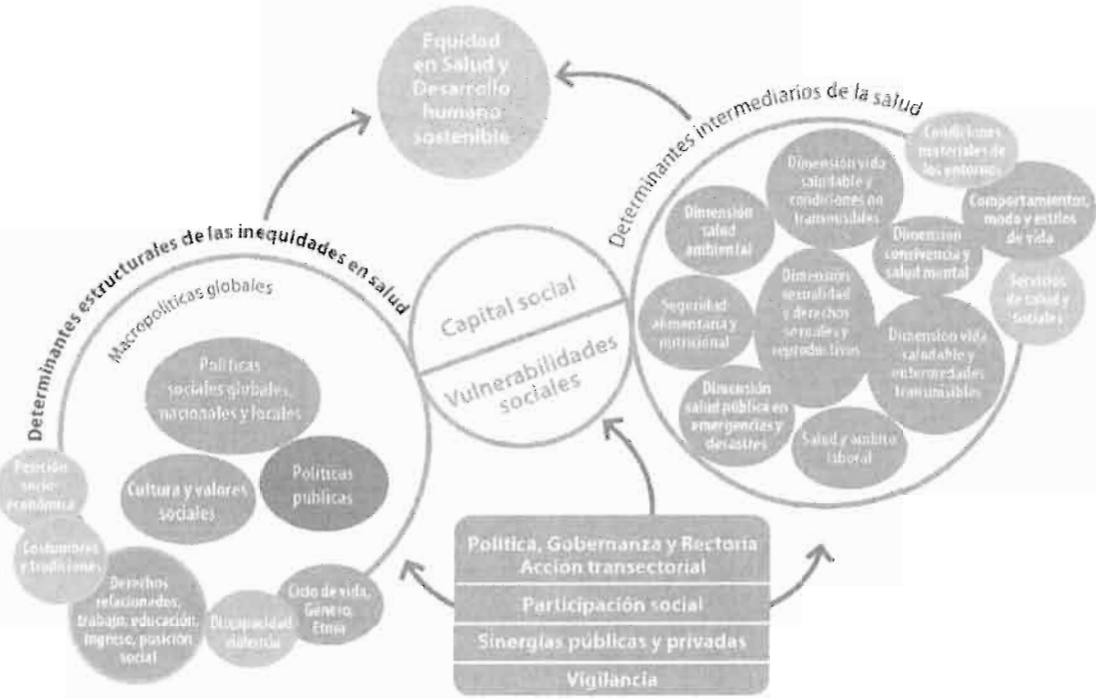 Equidad
en Salud y
Desarrollo
humano
sostenible
Determinantes estructurales de las inequidades en salud
Macropolíticas globales
Políticas
sociales globales,
nacionales y locales
Cultura y valores
sociales
Políticas
publicas
Posición
socio-
económica
Costumbres
y tradiciones
Derechos
relacionados,
trabajo, educación,
ingreso, posición
social
Discapacidad
violencia
Ciclo de vida,
Género,
Etnia
Capital social
Vulnerabilidades
sociales
Determinantes intermediarios de la salud
Condiciones
materiales de
los entornos
Dimensión vida
saludable y
condiciones no
transmisibles
Comportamientos,
modo y estilos
de vida
Dimensión
salud
ambiental
Dimensión
convivencia y
salud mental
Servicios
de salud y
sociales
Seguridad
alimentaria y
nutricional
Dimensión
sexualidad
y derechos
sexuales y
reproductivos
Dimensión vida
saludable y
enfermedades
transmisibles
Dimensión
salud pública en
emergencias y
desastres
Salud y ámbito
laboral
Política, Gobernanza y Rectoría
Acción transectorial
Participación social
Sinergías públicas y privadas
Vigilancia